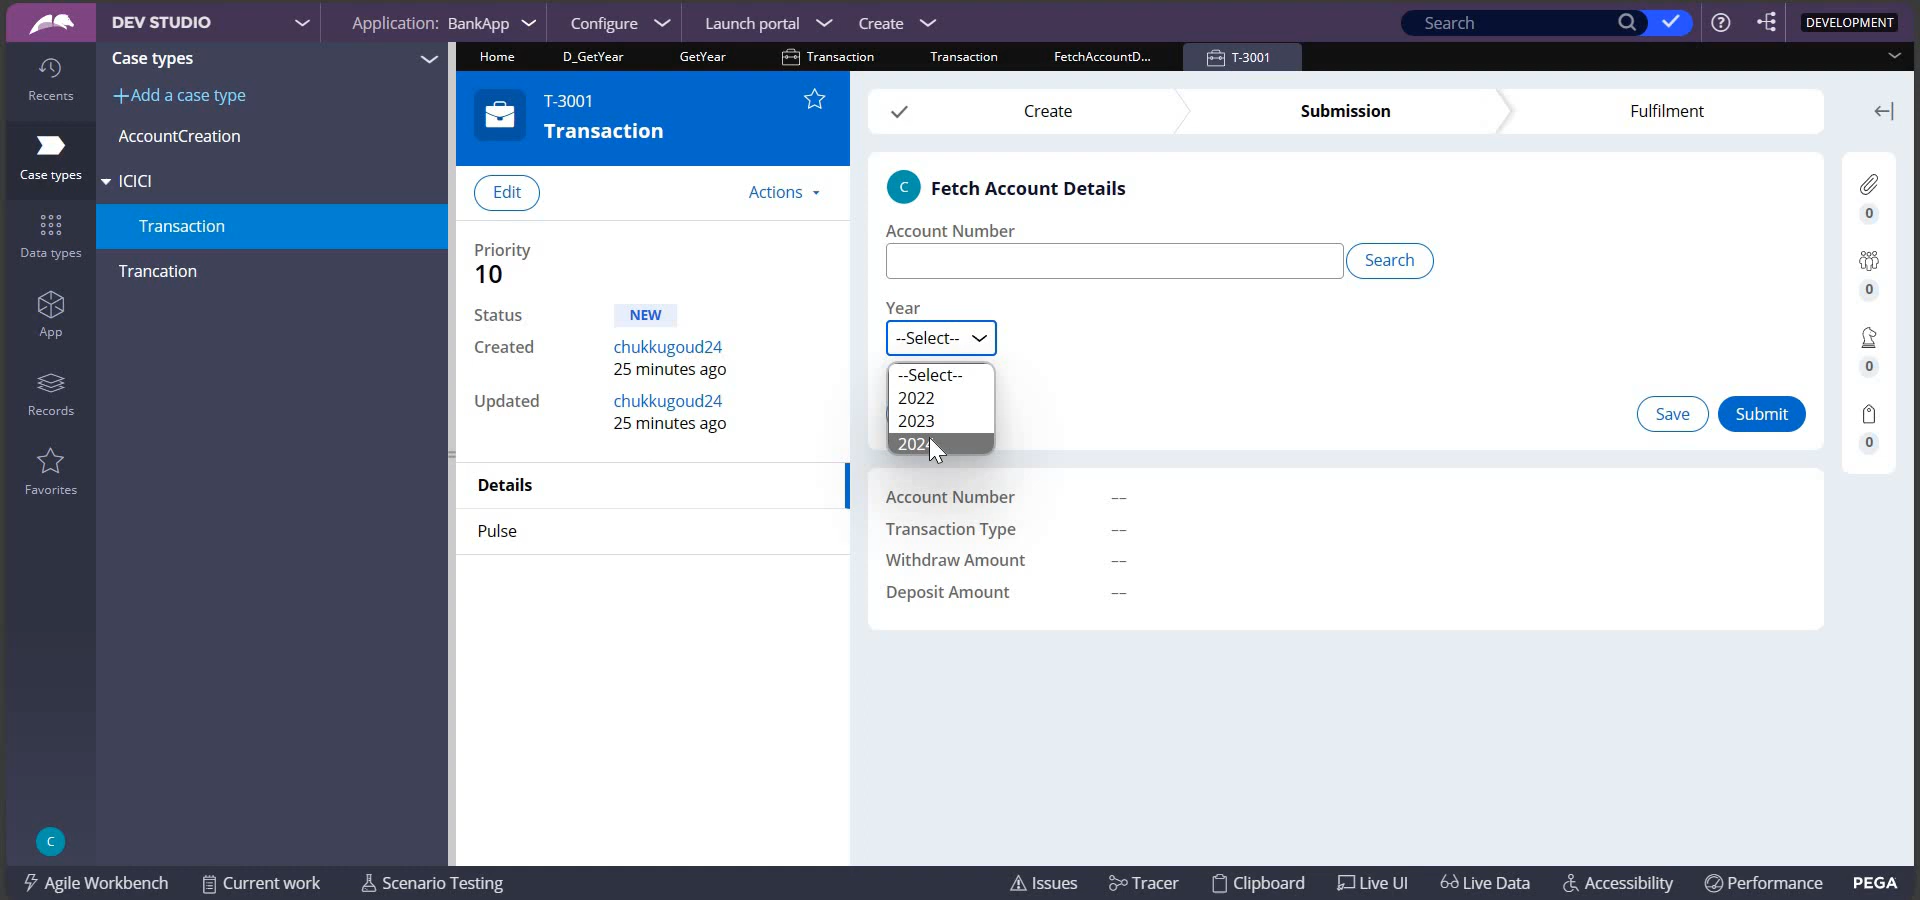 DEV STUDIO
Application: BankApp
Configure
Launch portal
Create
Search
DEVELOPMENT
Recents
Case types
Data types
App
Records
Favorites
C
Case types
+Add a case type
AccountCreation
ICICI
Transaction
Trancation
Home
D_GetYear
GetYear
Transaction
Transaction
FetchAccountD...
T-3001
T-3001
Transaction
Edit
Actions
Priority
10
Status NEW
Created chukkugoud24
25 minutes ago
Updated chukkugoud24
25 minutes ago
Details
Pulse
Create
Submission
Fulfilment
C Fetch Account Details
Account Number
Search
Year
--Select--
--Select--
2022
2023
Save
Submit
Account Number --
Transaction Type --
Withdraw Amount --
Deposit Amount --
0
0
0
0
Agile Workbench
Current work
Scenario Testing
Issues
Tracer
Clipboard
Live UI
Live Data
Accessibility
Performance
PEGA